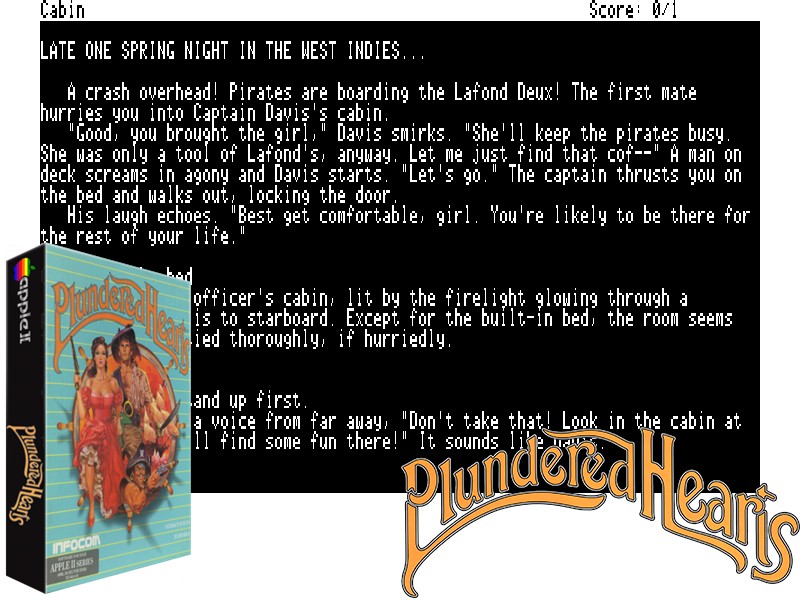 Cabin Score: 0/1
LATE ONE SPRING NIGHT IN THE WEST INDIES...
A crash overhead! Pirates are boarding the Lafond Deux! The first mate
hurries you into Captain Davis's cabin.
"Good, you brought the girl," Davis smirks. "She'll keep the pirates busy.
She was only a tool of Lafond's, anyway. Let me just find that cof--" A man on
deck screams in agony and Davis starts. "Let's go." The captain thrusts you on
the bed and walks out, locking the door.
His laugh echoes. "Best get comfortable, girl. You're likely to be there for
the rest of your life."
bed
officer's cabin, lit by the firelight glowing through a
is to starboard. Except for the built-in bed, the room seems
ied thoroughly, if hurriedly.
and up first.
a voice from far away, "Don't take that! Look in the cabin at
ll find some fun there!" It sounds like
apple II
Plundered Hearts
Plundered Hearts
INFOCOM
APPLE II SERIES
Plundered Hearts